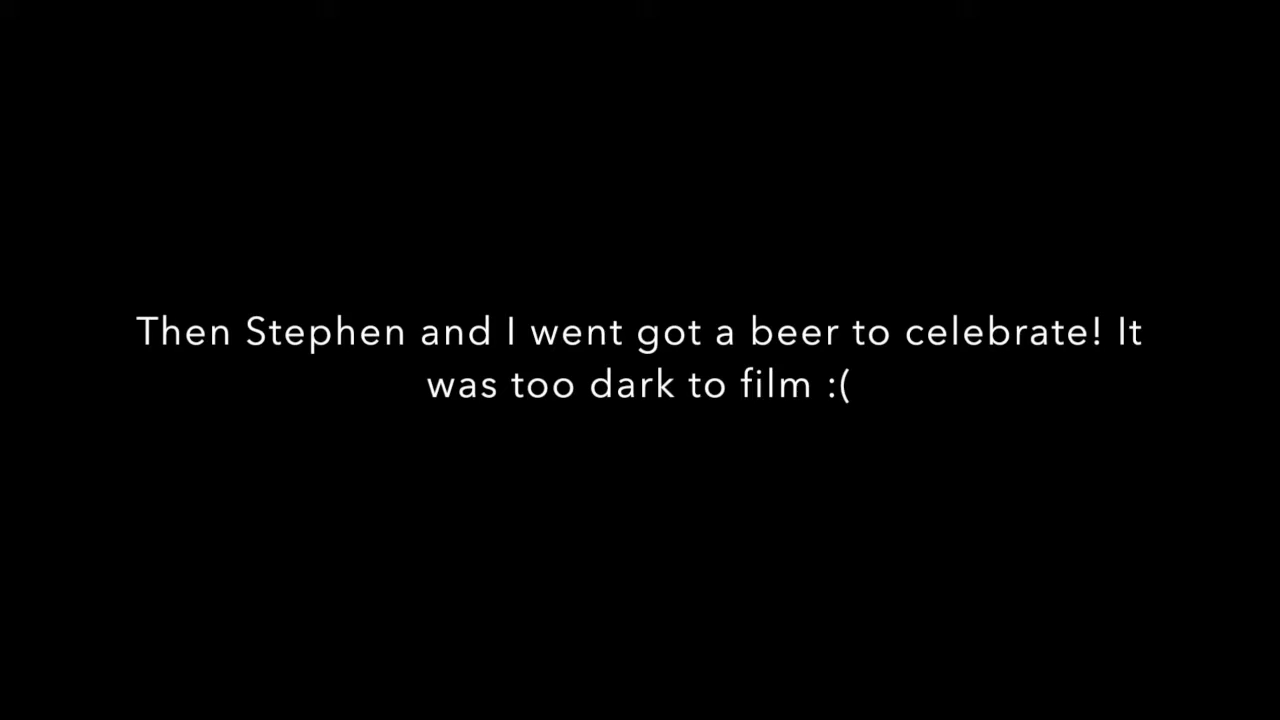 Then Stephen and I went got a beer to celebrate! It
was too dark to film :(